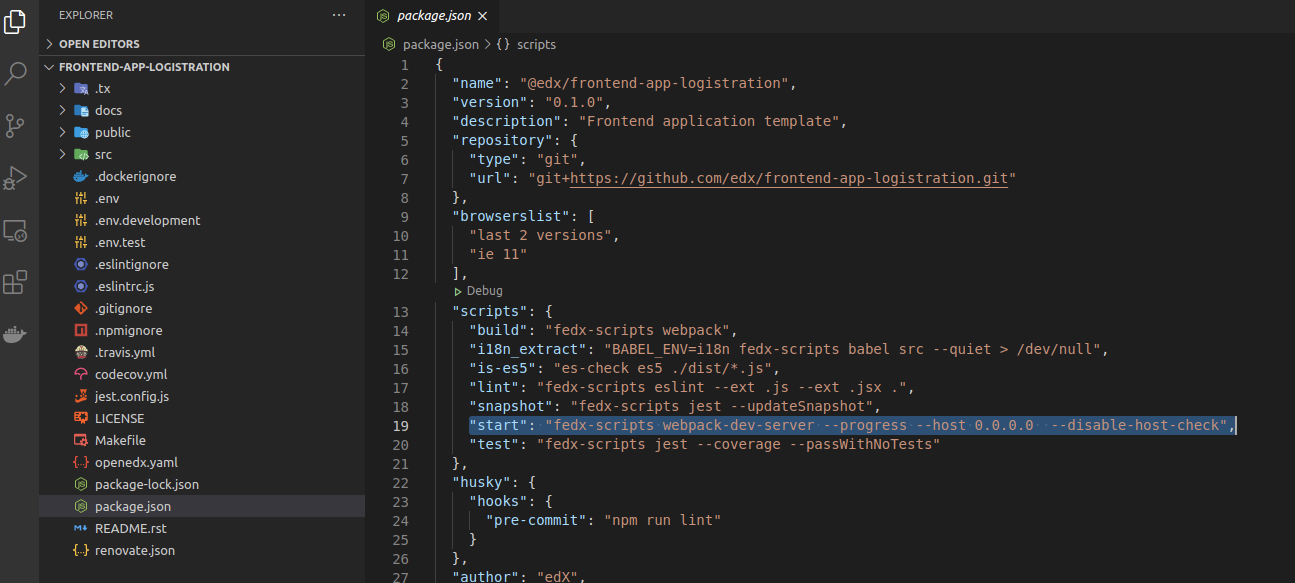 EXPLORER
...
OPEN EDITORS
FRONTEND-APP-LOGISTRATION
.tx
docs
public
src
.dockerignore
.env
.env.development
.env.test
.eslintignore
.eslintrc.js
.gitignore
.npmignore
.travis.yml
codecov.yml
jest.config.js
LICENSE
Makefile
openedx.yaml
package-lock.json
package.json
README.rst
renovate.json
package.json
package.json > {} scripts
1 {
2 "name": "@edx/frontend-app-logistration",
3 "version": "0.1.0",
4 "description": "Frontend application template",
5 "repository": {
6 "type": "git",
7 "url": "git+https://github.com/edx/frontend-app-logistration.git"
8 },
9 "browserslist": [
10 "last 2 versions",
11 "ie 11"
12 ],
Debug
13 "scripts": {
14 "build": "fedx-scripts webpack",
15 "i18n_extract": "BABEL_ENV=i18n fedx-scripts babel src --quiet > /dev/null",
16 "is-es5": "es-check es5 ./dist/*.js",
17 "lint": "fedx-scripts eslint --ext .js --ext .jsx .",
18 "snapshot": "fedx-scripts jest --updateSnapshot",
19 "start": "fedx-scripts webpack-dev-server --progress --host 0.0.0.0  --disable-host-check",
20 "test": "fedx-scripts jest --coverage --passWithNoTests"
21 },
22 "husky": {
23 "hooks": {
24 "pre-commit": "npm run lint"
25 }
26 },
27 "author": "edX",